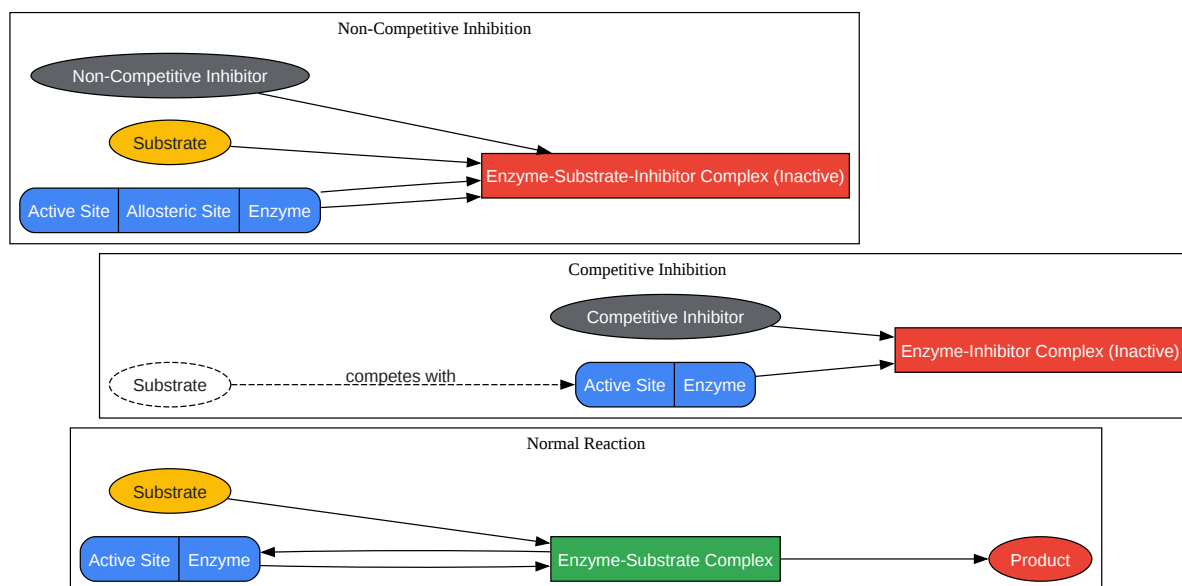 Non-Competitive Inhibition
Non-Competitive Inhibitor
Substrate
Enzyme-Substrate-Inhibitor Complex (Inactive)
Active Site
Allosteric Site
Enzyme
Competitive Inhibition
Competitive Inhibitor
Enzyme-Inhibitor Complex (Inactive)
Substrate
competes with
Active Site
Enzyme
Normal Reaction
Substrate
Active Site
Enzyme
Enzyme-Substrate Complex
Product